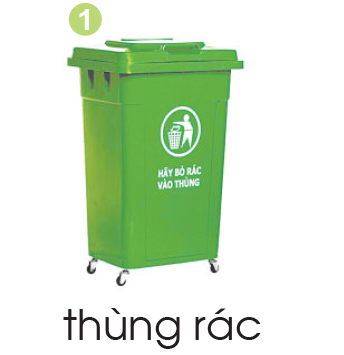 1
HÃY BỎ RÁC
VÀO THÙNG
thùng rác